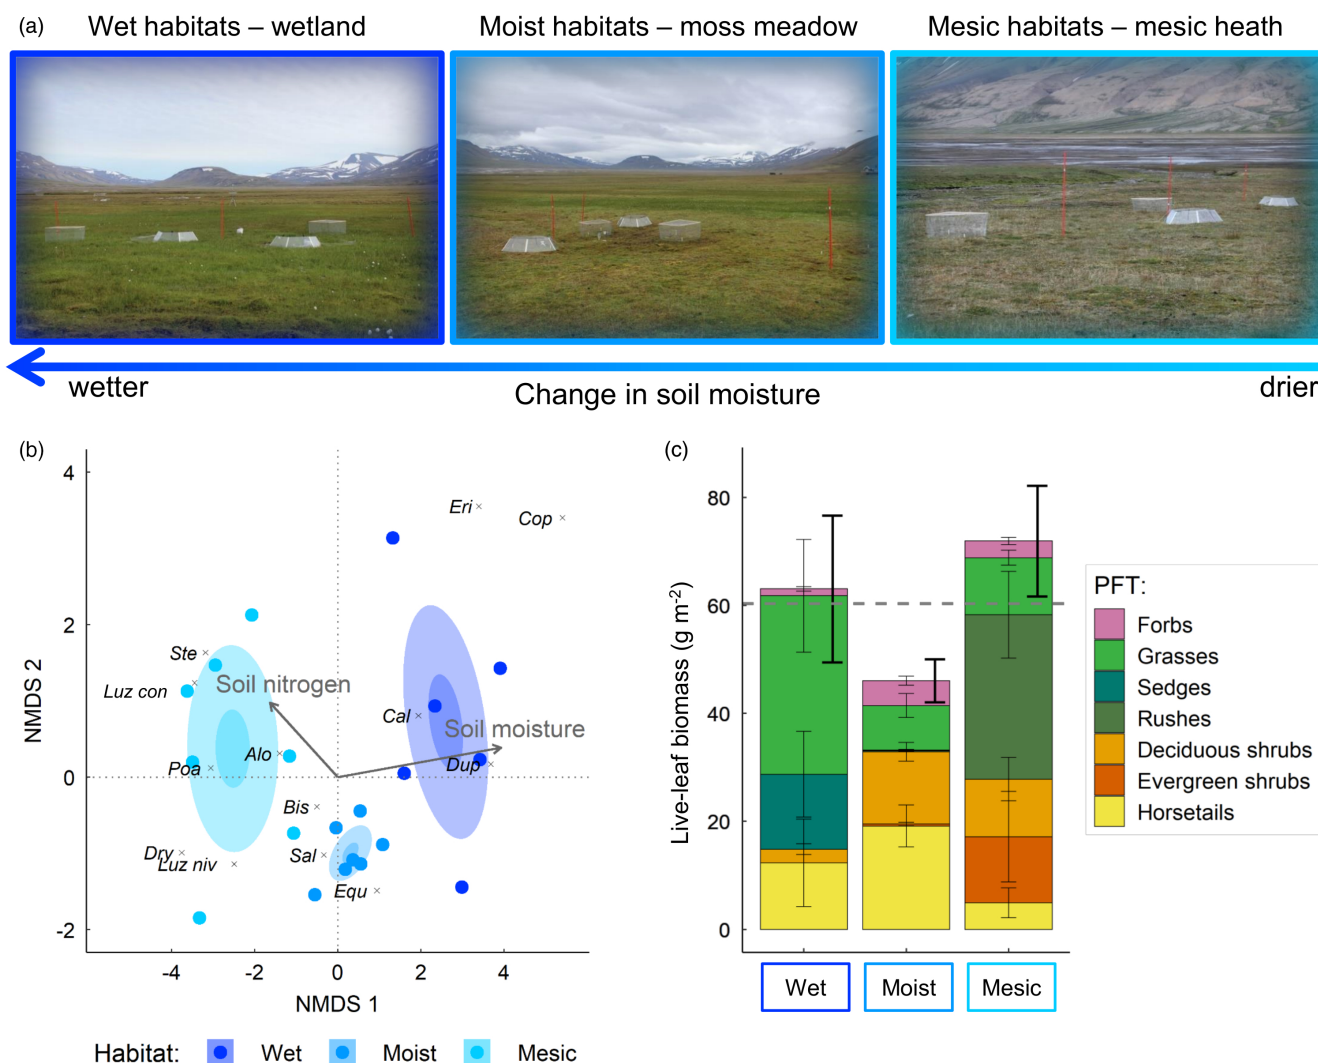 (a)
Wet habitats – wetland
Moist habitats – moss meadow
Mesic habitats – mesic heath
wetter
Change in soil moisture
drier
(b)
4
2
0
-2
NMDS 2
Eri
Cop
Ste
Luz con
Soil nitrogen
Cal
Soil moisture
Alo
Poa
Dup
Bis
Dry
Luz niv
Sal
Equ
-4
-2
0
2
4
NMDS 1
Habitat:
Wet
Moist
Mesic
(c)
80
60
40
20
0
Live-leaf biomass (g m⁻²)
Wet
Moist
Mesic
PFT:
Forbs
Grasses
Sedges
Rushes
Deciduous shrubs
Evergreen shrubs
Horsetails